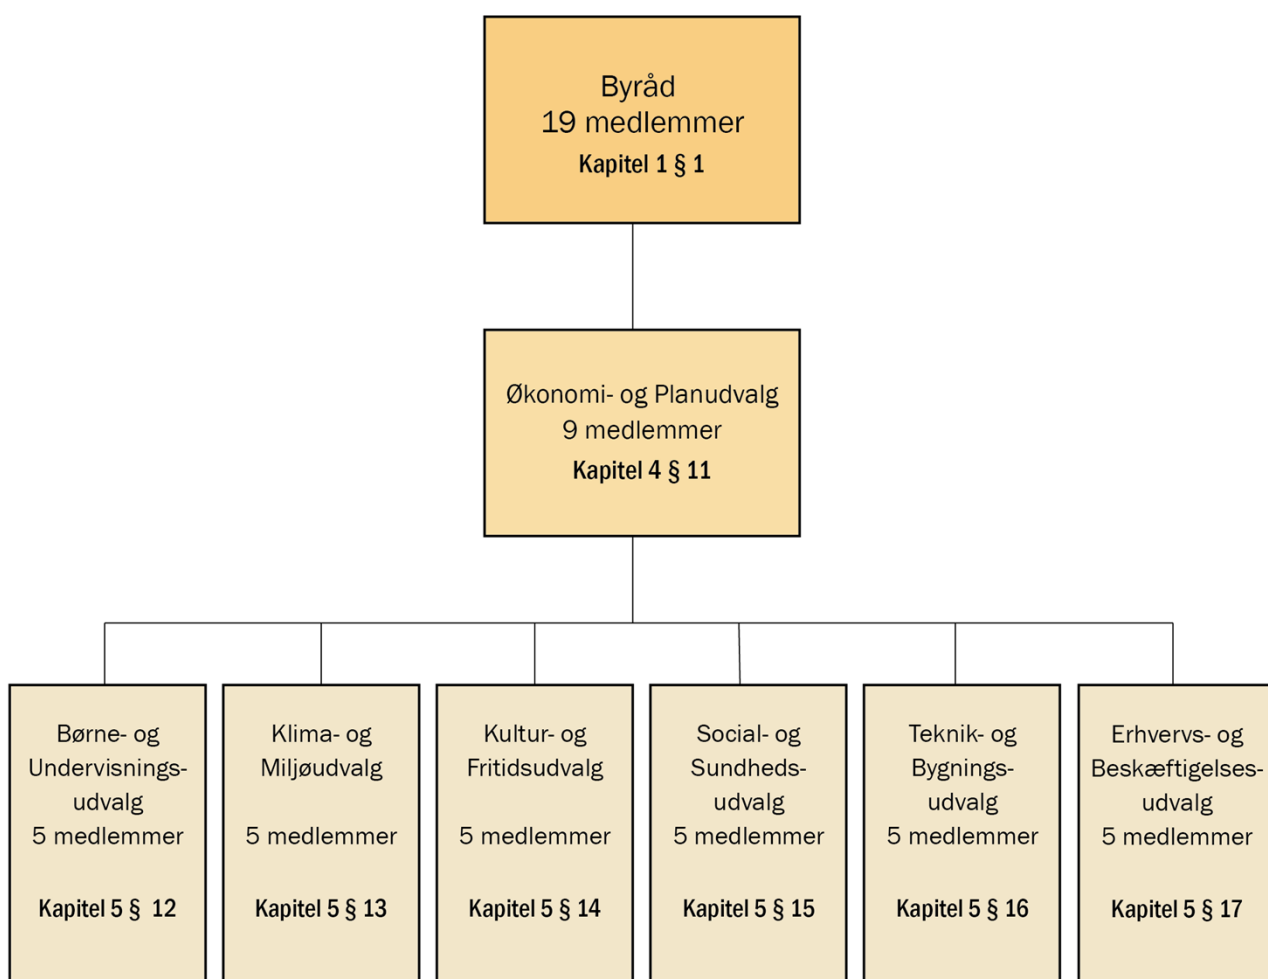 Byråd
19 medlemmer
Kapitel 1 § 1
Økonomi- og Planudvalg
9 medlemmer
Kapitel 4 § 11
Børne- og
Undervisnings-
udvalg
5 medlemmer
Kapitel 5 § 12
Klima- og
Miljøudvalg
5 medlemmer
Kapitel 5 § 13
Kultur- og
Fritidsudvalg
5 medlemmer
Kapitel 5 § 14
Social- og
Sundheds-
udvalg
5 medlemmer
Kapitel 5 § 15
Teknik- og
Bygnings-
udvalg
5 medlemmer
Kapitel 5 § 16
Erhvervs- og
Beskæftigelses-
udvalg
5 medlemmer
Kapitel 5 § 17